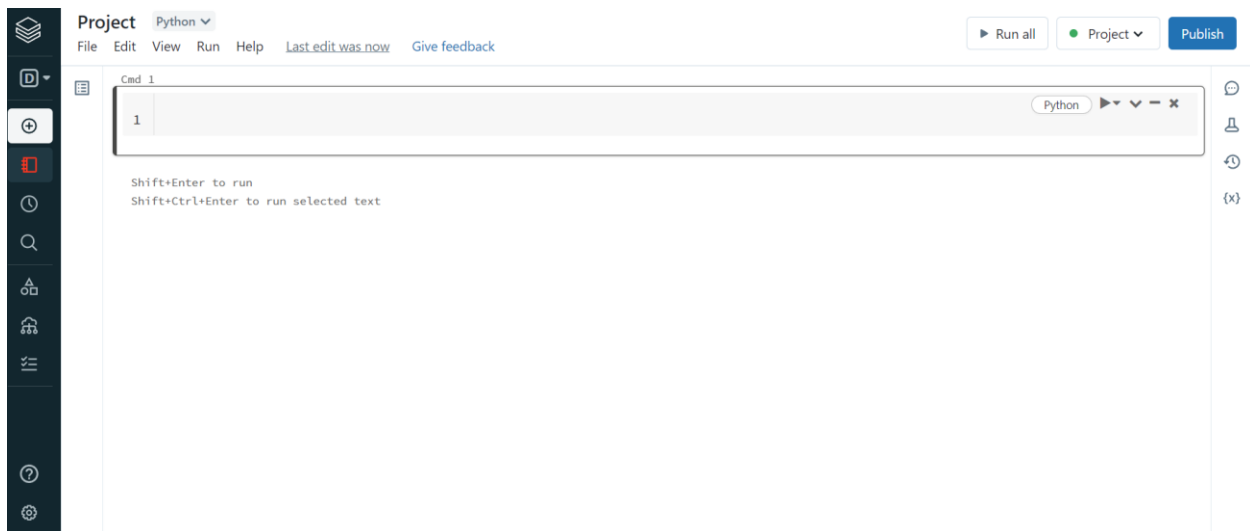 Project Python
File Edit View Run Help Last edit was now Give feedback
Run all Project Publish
D
Cmd 1
1
Python
Shift+Enter to run
Shift+Ctrl+Enter to run selected text
{x}